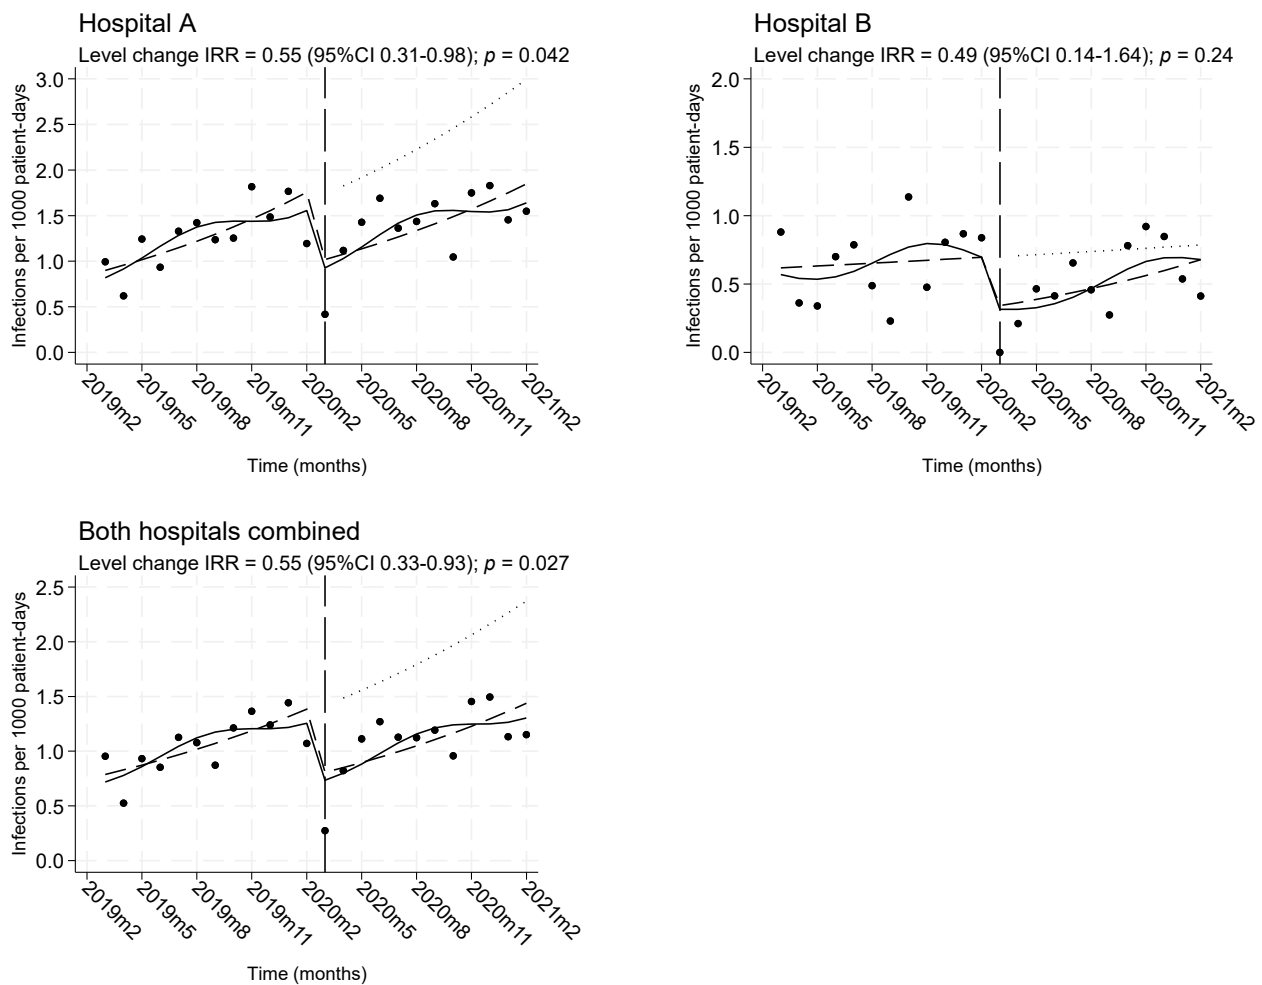 Hospital A
Level change IRR = 0.55 (95%CI 0.31-0.98); p = 0.042
Infections per 1000 patient-days
3.0
2.5
2.0
1.5
1.0
0.5
0.0
2019m2
2019m5
2019m8
2019m11
2020m2
2020m5
2020m8
2020m11
2021m2
Time (months)
Hospital B
Level change IRR = 0.49 (95%CI 0.14-1.64); p = 0.24
Infections per 1000 patient-days
2.0
1.5
1.0
0.5
0.0
2019m2
2019m5
2019m8
2019m11
2020m2
2020m5
2020m8
2020m11
2021m2
Time (months)
Both hospitals combined
Level change IRR = 0.55 (95%CI 0.33-0.93); p = 0.027
Infections per 1000 patient-days
2.5
2.0
1.5
1.0
0.5
0.0
2019m2
2019m5
2019m8
2019m11
2020m2
2020m5
2020m8
2020m11
2021m2
Time (months)